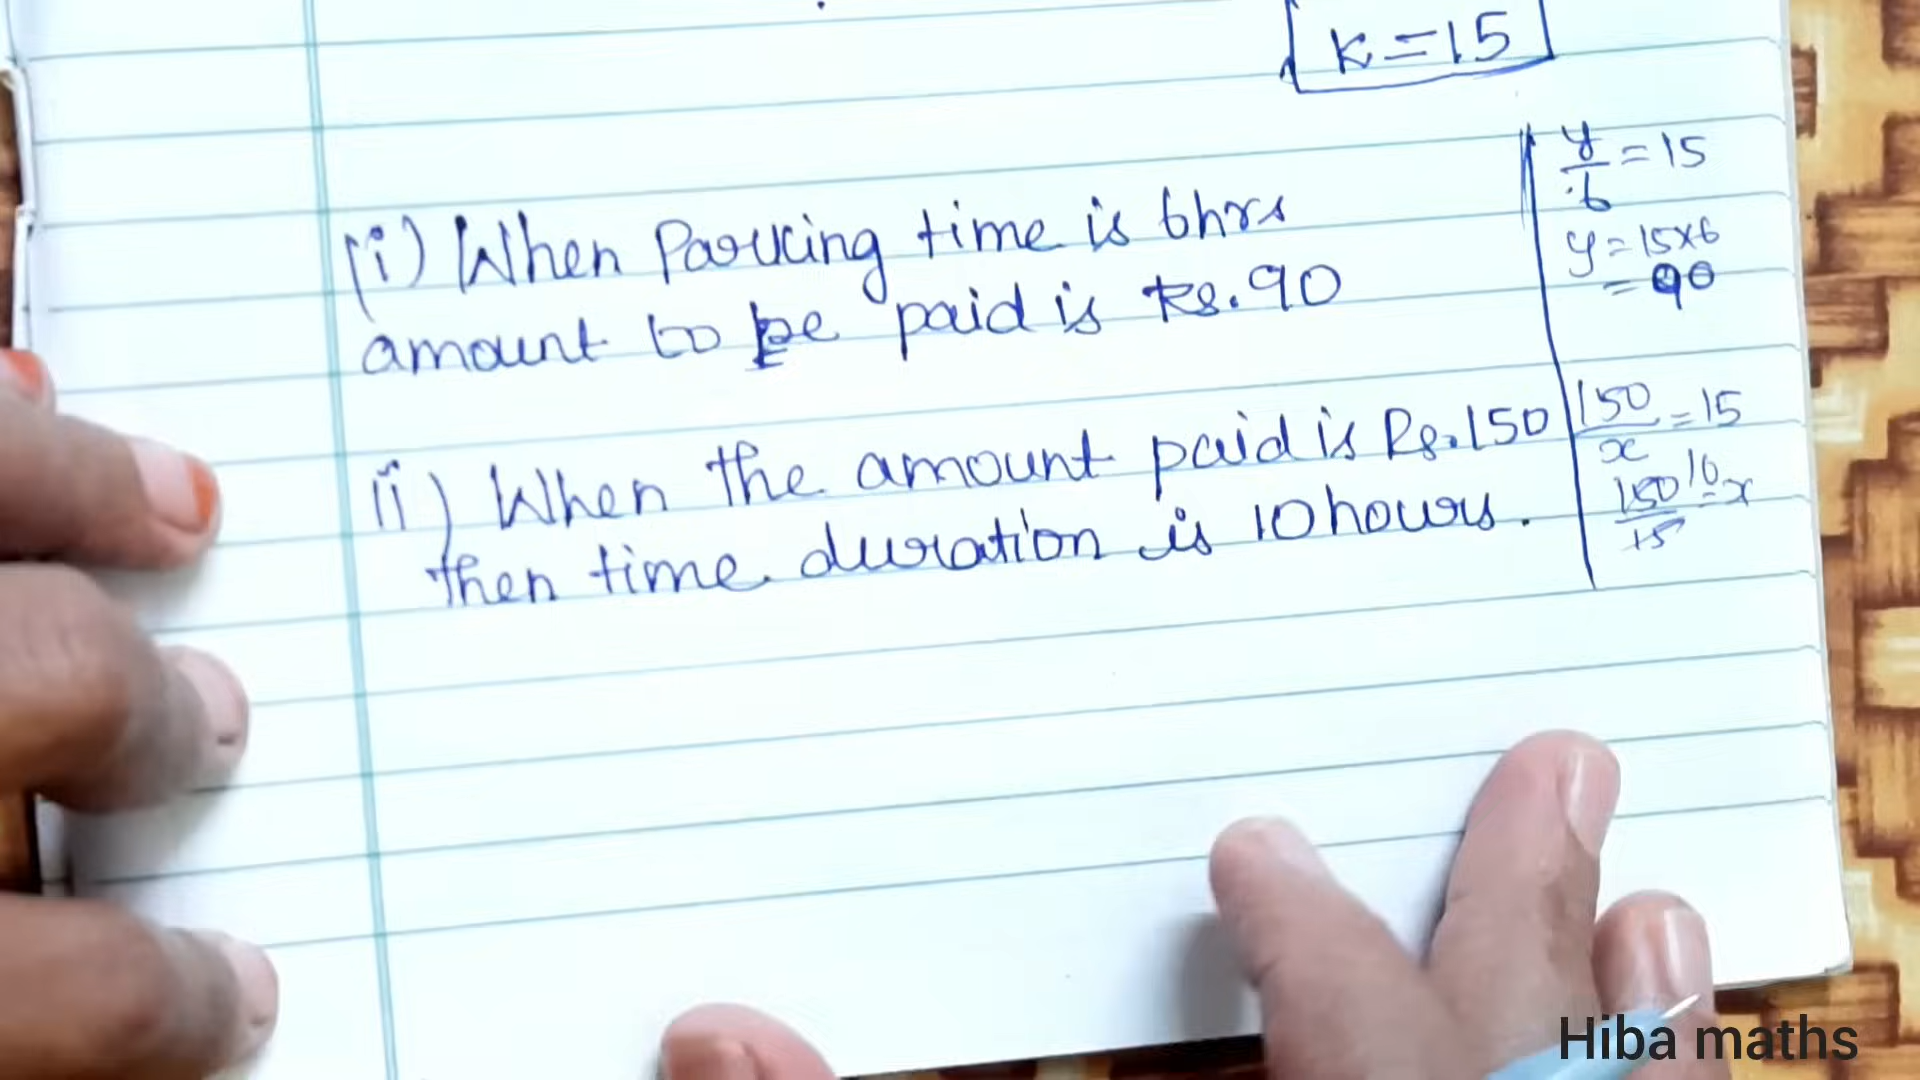 k=15
(i) When Parking time is 6hrs
amount to be paid is Rs.90
y/6 = 15
y = 15×6
= 90
ii) When the amount paid is Rs.150
then time duration is 10 hours.
150/x = 15
150/15 10 = x
Hiba maths